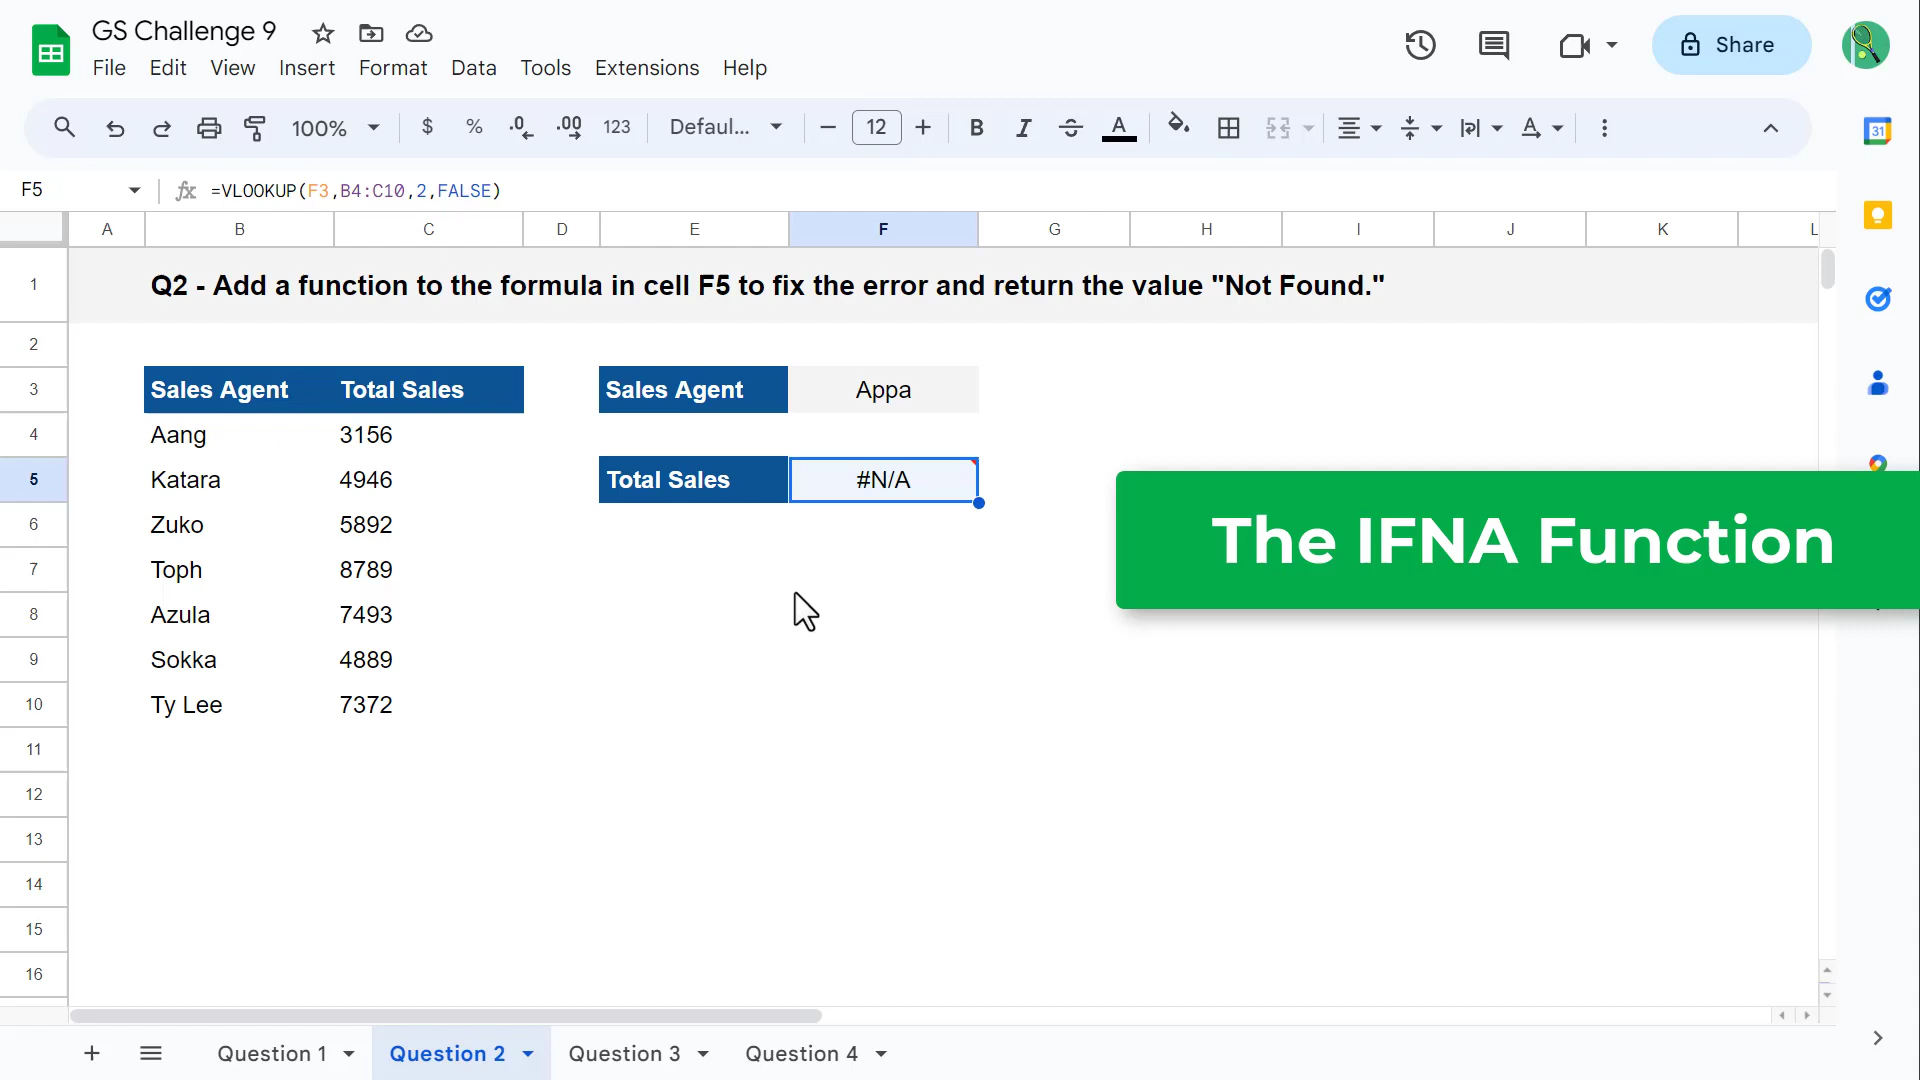 GS Challenge 9
File Edit View Insert Format Data Tools Extensions Help
Share
100% $ % .0 .00 123 Defaul... 12 B I S A A
31
F5 fx =VLOOKUP(F3,B4:C10,2,FALSE)
A B C D E F G H I J K L
1 Q2 - Add a function to the formula in cell F5 to fix the error and return the value "Not Found."
2
3 Sales Agent Total Sales Sales Agent Appa
4 Aang 3156
5 Katara 4946 Total Sales #N/A
6 Zuko 5892
The IFNA Function
7 Toph 8789
8 Azula 7493
9 Sokka 4889
10 Ty Lee 7372
11
12
13
14
15
16
Question 1 Question 2 Question 3 Question 4